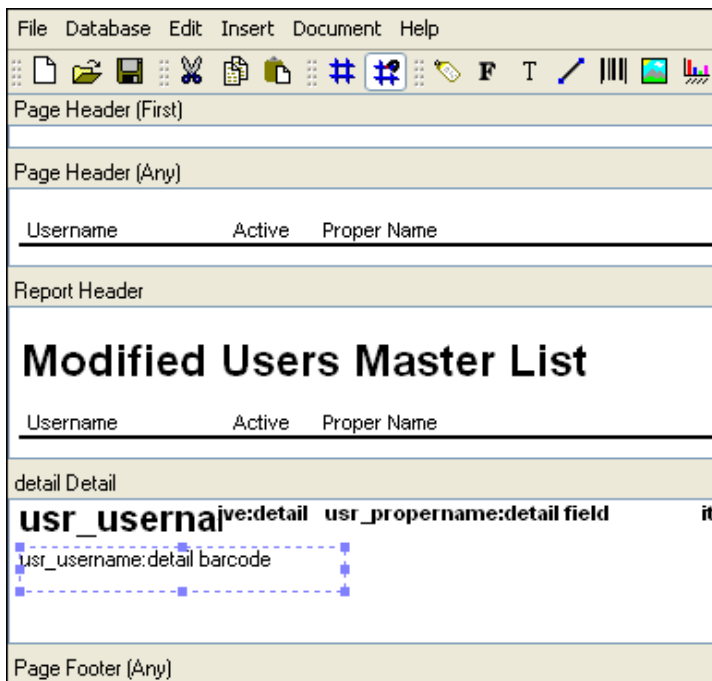 File Database Edit Insert Document Help
F T
Page Header (First)
Page Header (Any)
Username Active Proper Name
Report Header
Modified Users Master List
Username Active Proper Name
detail Detail
usr_userna ive:detail usr_propername:detail field it
usr_username:detail barcode
Page Footer (Any)